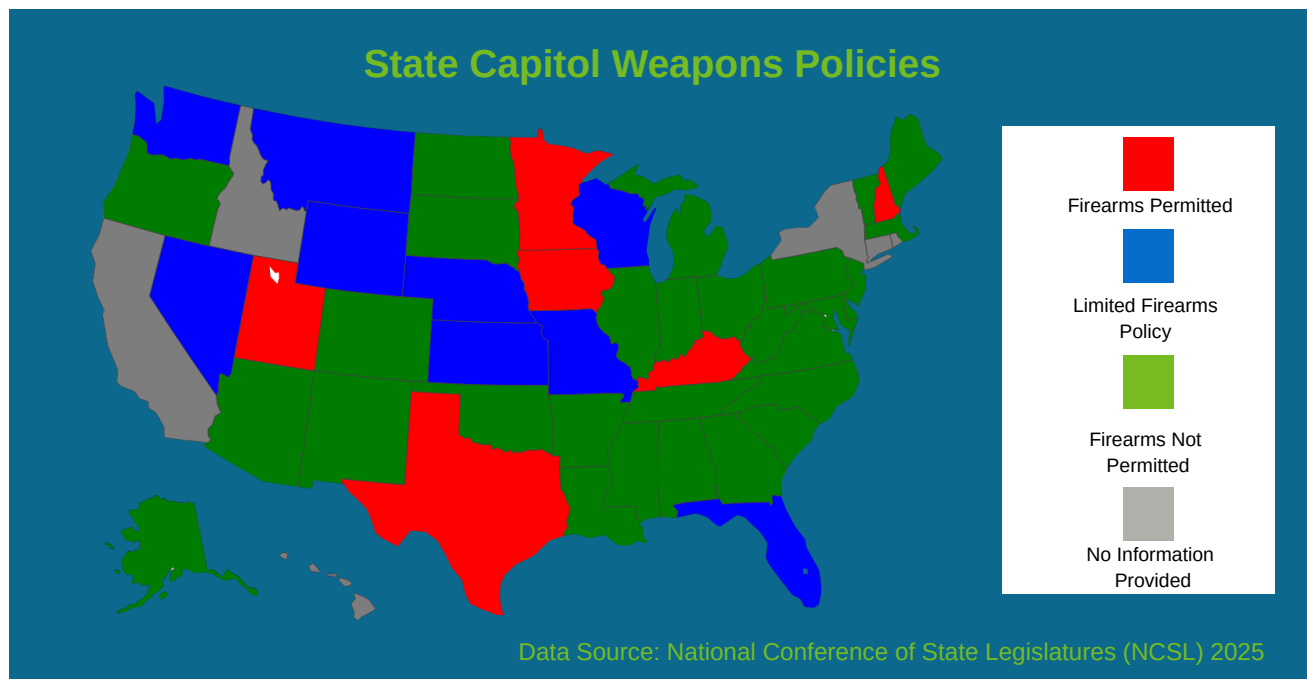 State Capitol Weapons Policies
Firearms Permitted
Limited Firearms
Policy
Firearms Not
Permitted
No Information
Provided
Data Source: National Conference of State Legislatures (NCSL) 2025